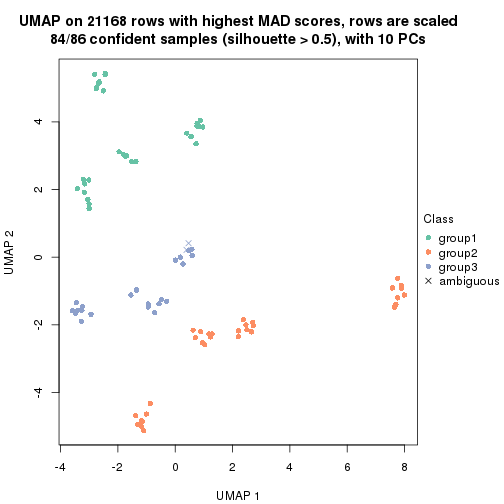 UMAP on 21168 rows with highest MAD scores, rows are scaled
84/86 confident samples (silhouette > 0.5), with 10 PCs
4
2
0
-2
-4
UMAP 2
-4 -2 0 2 4 6 8
UMAP 1
Class
group1
group2
group3
ambiguous